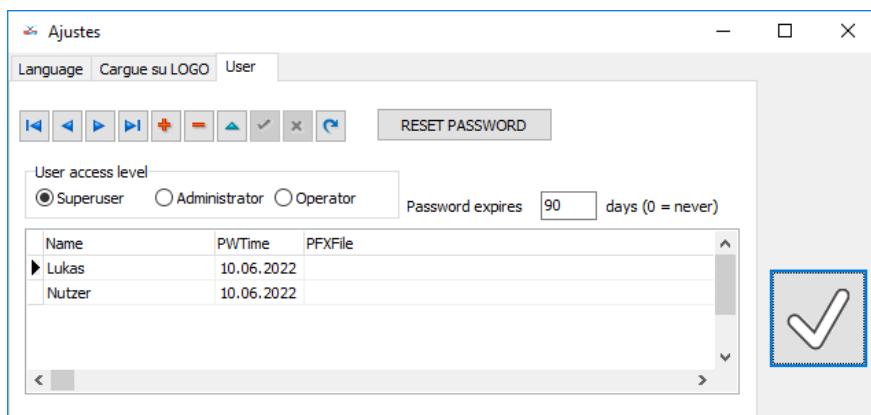 Ajustes
Language Cargue su LOGO User
RESET PASSWORD
User access level
Superuser Administrator Operator
Password expires 90 days (0 = never)
Name PWTime PFXFile
Lukas 10.06.2022
Nutzer 10.06.2022